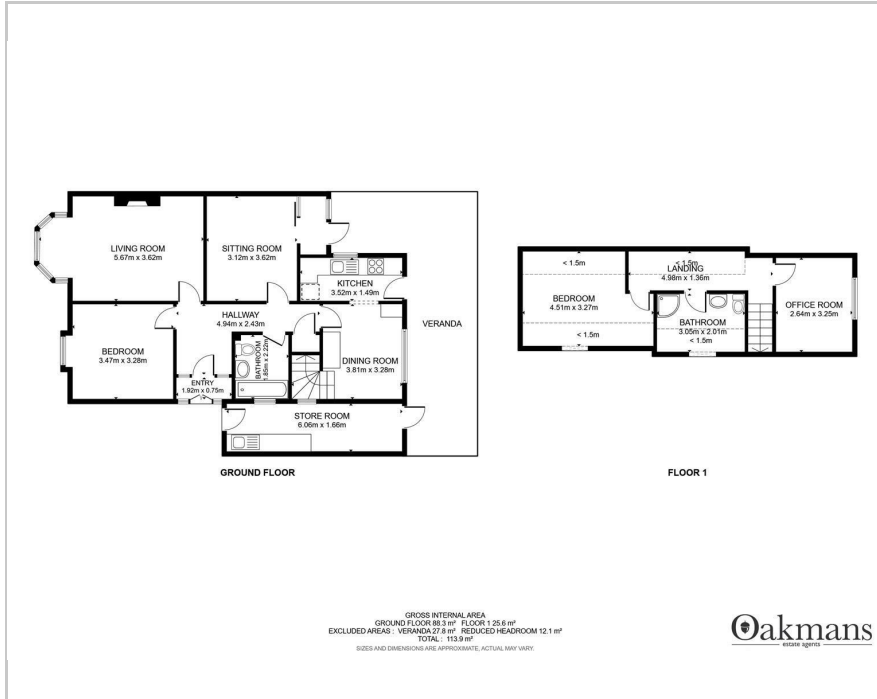 LIVING ROOM
5.67m x 3.62m
SITTING ROOM
3.12m x 3.62m
KITCHEN
3.52m x 1.49m
HALLWAY
4.94m x 2.43m
VERANDA
BEDROOM
3.47m x 3.28m
BATHROOM
1.85m x 2.22m
DINING ROOM
3.81m x 3.28m
ENTRY
1.92m x 0.75m
STORE ROOM
6.06m x 1.66m
GROUND FLOOR
< 1.5m
< 1.5m
LANDING
4.98m x 1.36m
BEDROOM
4.51m x 3.27m
OFFICE ROOM
2.64m x 3.25m
BATHROOM
3.05m x 2.01m
< 1.5m
< 1.5m
FLOOR 1
GROSS INTERNAL AREA
GROUND FLOOR 88.3 m² FLOOR 1 25.6 m²
EXCLUDED AREAS : VERANDA 27.8 m² REDUCED HEADROOM 12.1 m²
TOTAL : 113.9 m²
SIZES AND DIMENSIONS ARE APPROXIMATE, ACTUAL MAY VARY.
Oakmans
estate agents